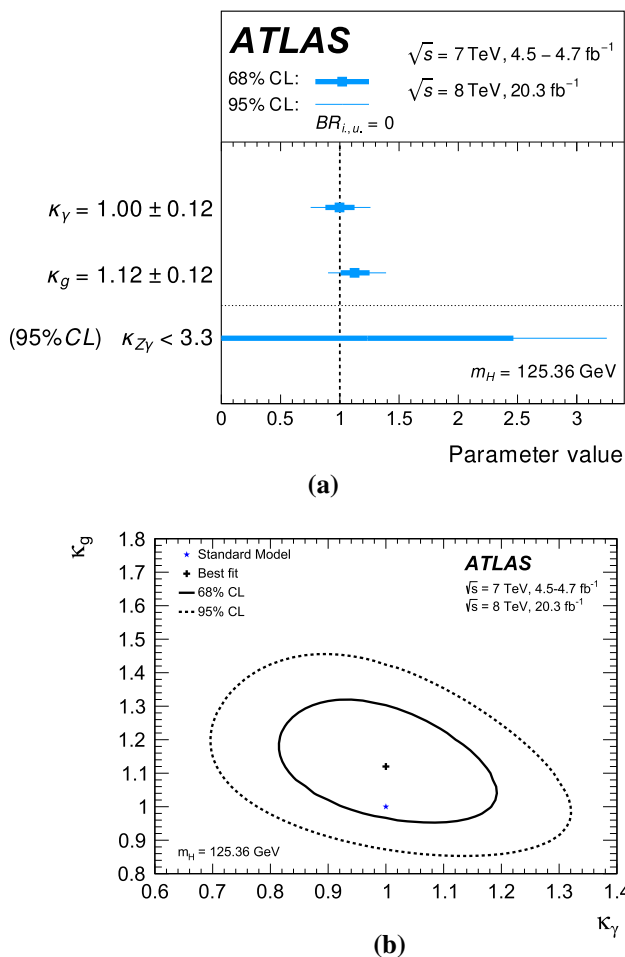 ATLAS
√s = 7 TeV, 4.5 – 4.7 fb⁻¹
68% CL:
√s = 8 TeV, 20.3 fb⁻¹
95% CL:
BR_{i.,u.} = 0
κ_γ = 1.00 ± 0.12
κ_g = 1.12 ± 0.12
(95% CL) κ_{Zγ} < 3.3
m_H = 125.36 GeV
0 0.5 1 1.5 2 2.5 3
Parameter value
(a)
κ_g
1.8
1.7
1.6
1.5
1.4
1.3
1.2
1.1
1
0.9
0.8
Standard Model
Best fit
68% CL
95% CL
ATLAS
√s = 7 TeV, 4.5-4.7 fb⁻¹
√s = 8 TeV, 20.3 fb⁻¹
m_H = 125.36 GeV
0.6 0.7 0.8 0.9 1 1.1 1.2 1.3 1.4
κ_γ
(b)